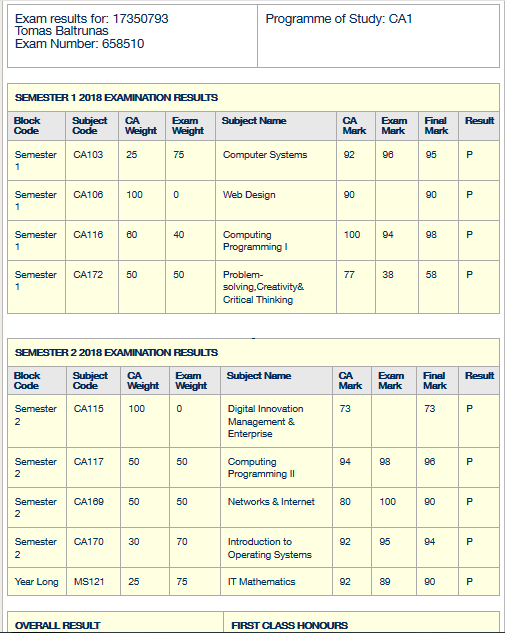 Exam results for: 17350793
Tomas Baltrunas
Exam Number: 658510
Programme of Study: CA1
SEMESTER 1 2018 EXAMINATION RESULTS
Block Code Subject Code CA Weight Exam Weight Subject Name CA Mark Exam Mark Final Mark Result
Semester 1 CA103 25 75 Computer Systems 92 96 95 P
Semester 1 CA106 100 0 Web Design 90 90 P
Semester 1 CA116 60 40 Computing Programming I 100 94 98 P
Semester 1 CA172 50 50 Problem-solving,Creativity& Critical Thinking 77 38 58 P
SEMESTER 2 2018 EXAMINATION RESULTS
Block Code Subject Code CA Weight Exam Weight Subject Name CA Mark Exam Mark Final Mark Result
Semester 2 CA115 100 0 Digital Innovation Management & Enterprise 73 73 P
Semester 2 CA117 50 50 Computing Programming II 94 98 96 P
Semester 2 CA169 50 50 Networks & Internet 80 100 90 P
Semester 2 CA170 30 70 Introduction to Operating Systems 92 95 94 P
Year Long MS121 25 75 IT Mathematics 92 89 90 P
OVERALL RESULT FIRST CLASS HONOURS